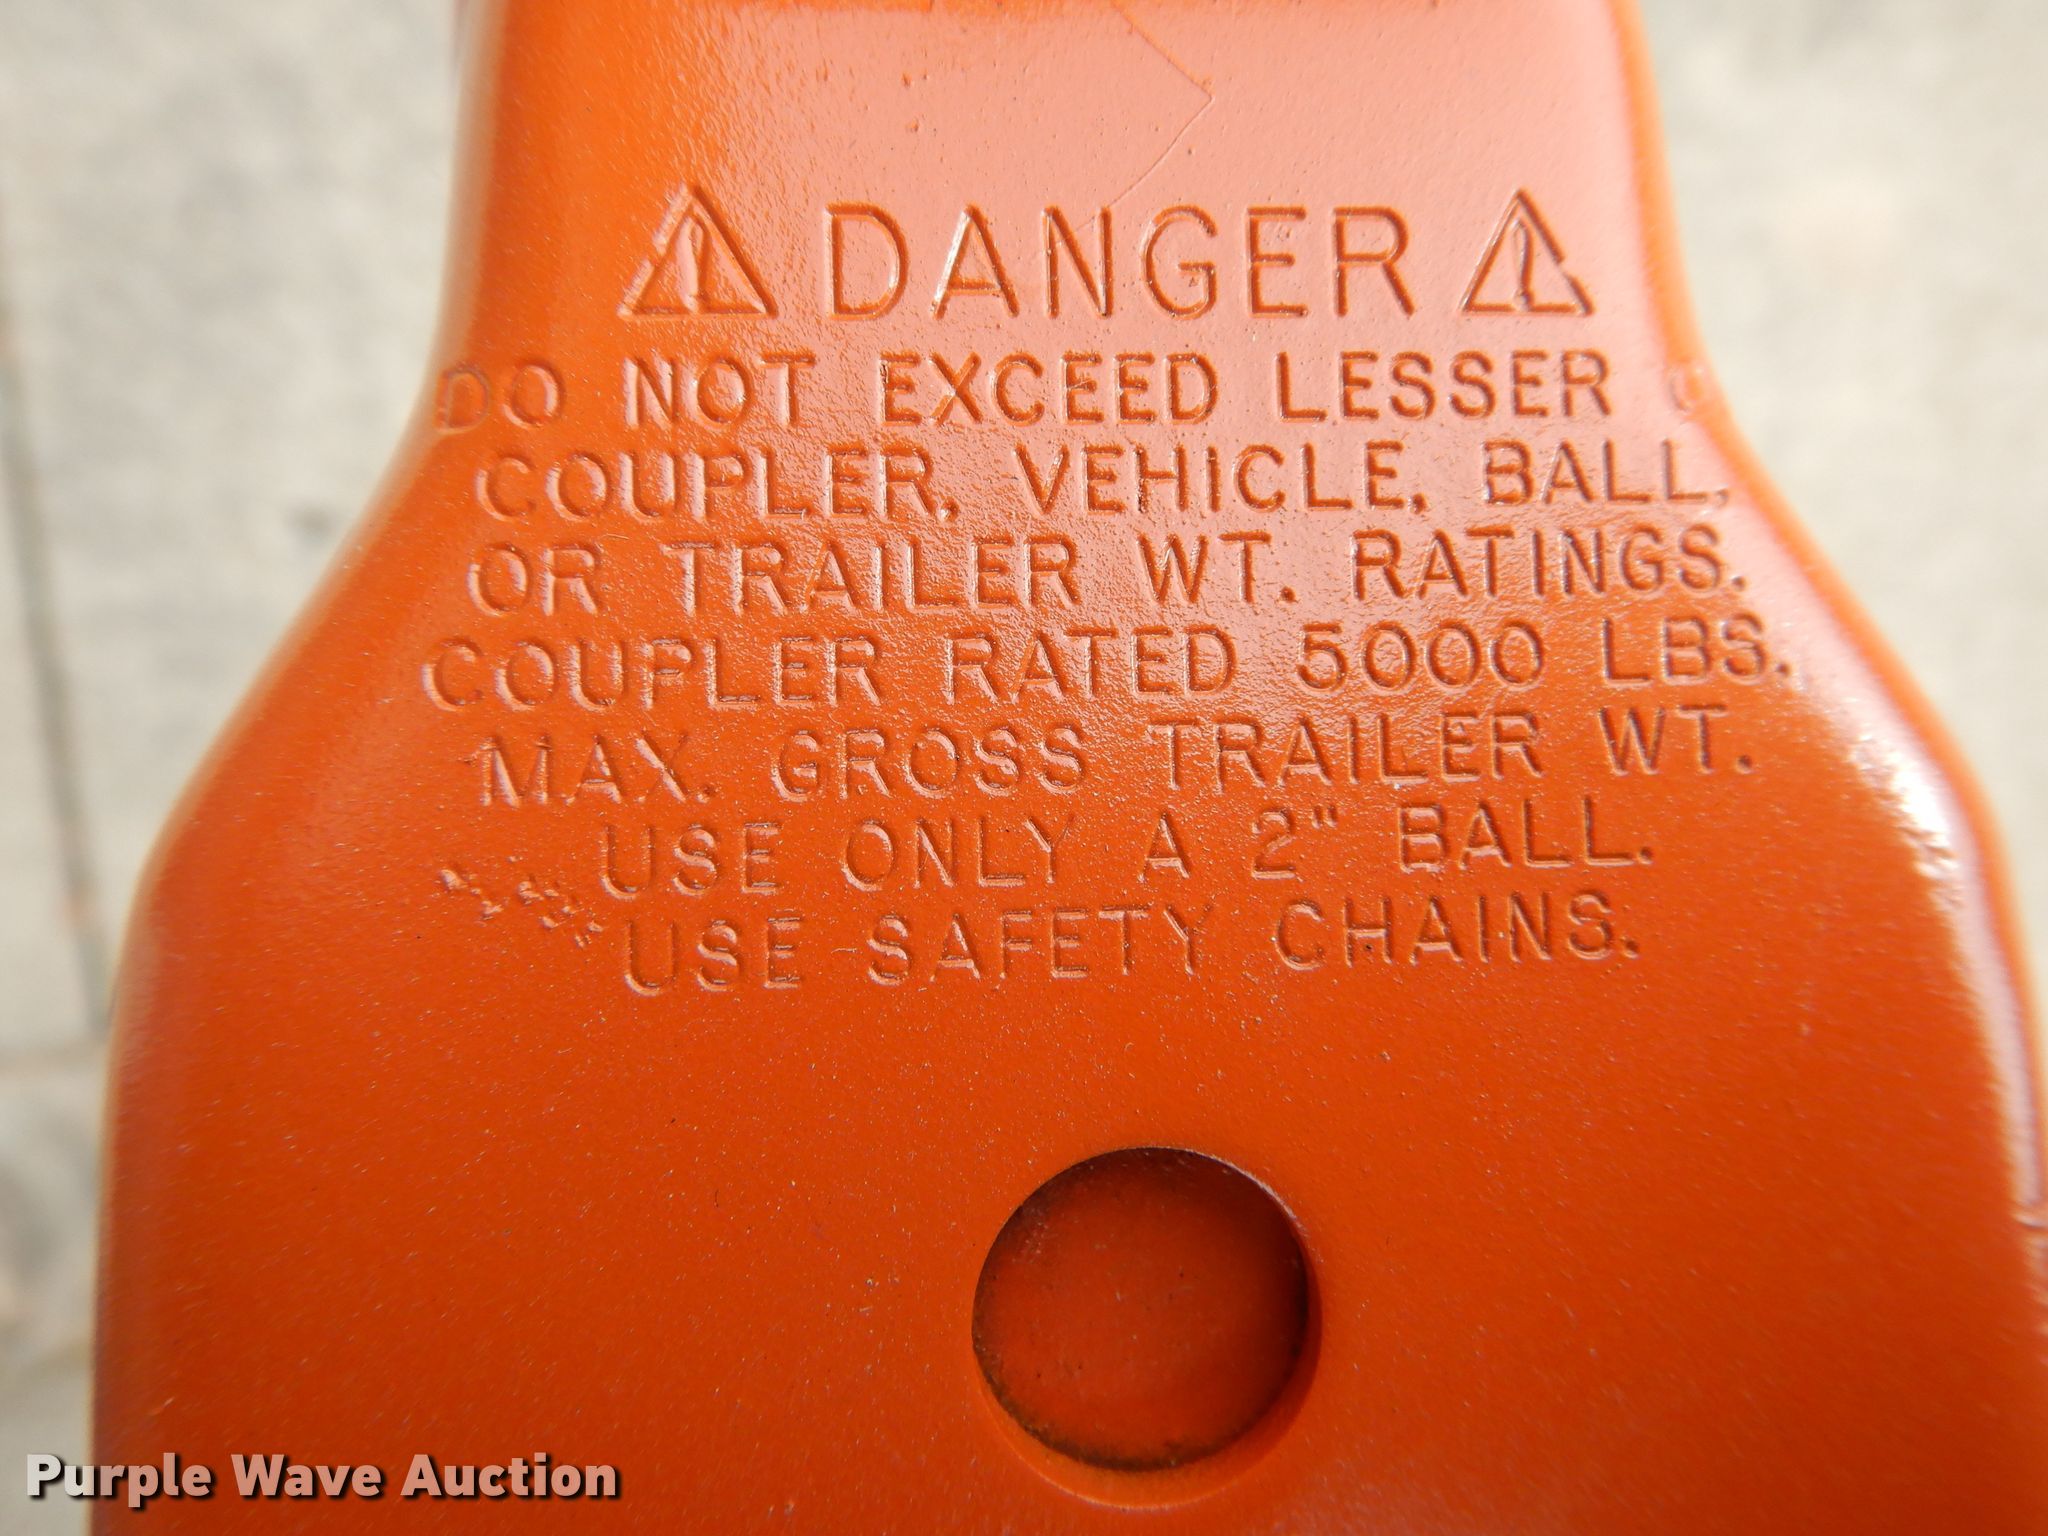 DANGER
DO NOT EXCEED LESSER
COUPLER, VEHICLE, BALL,
OR TRAILER WT. RATINGS.
COUPLER RATED 5000 LBS.
MAX. GROSS TRAILER WT.
USE ONLY A 2" BALL.
USE SAFETY CHAINS.
Purple Wave Auction